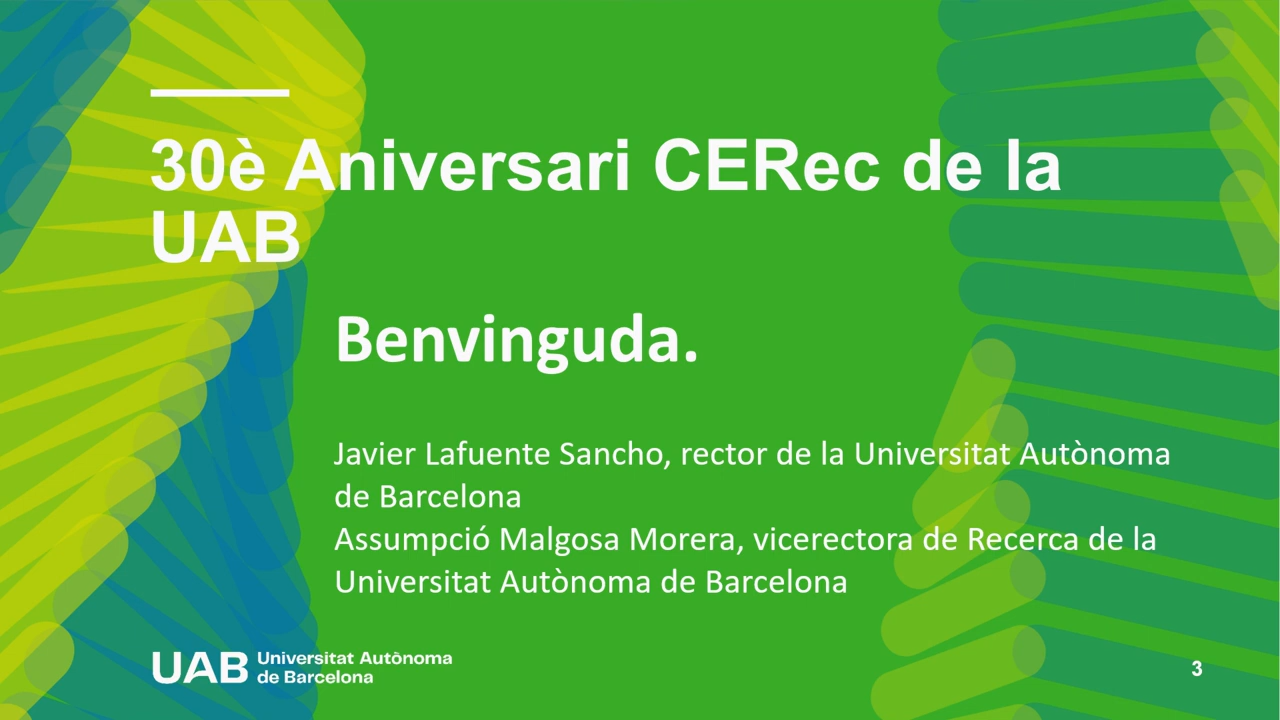 30è Aniversari CERec de la
UAB
Benvinguda.
Javier Lafuente Sancho, rector de la Universitat Autònoma
de Barcelona
Assumpció Malgosa Morera, vicerectora de Recerca de la
Universitat Autònoma de Barcelona
UAB Universitat Autònoma
de Barcelona
3